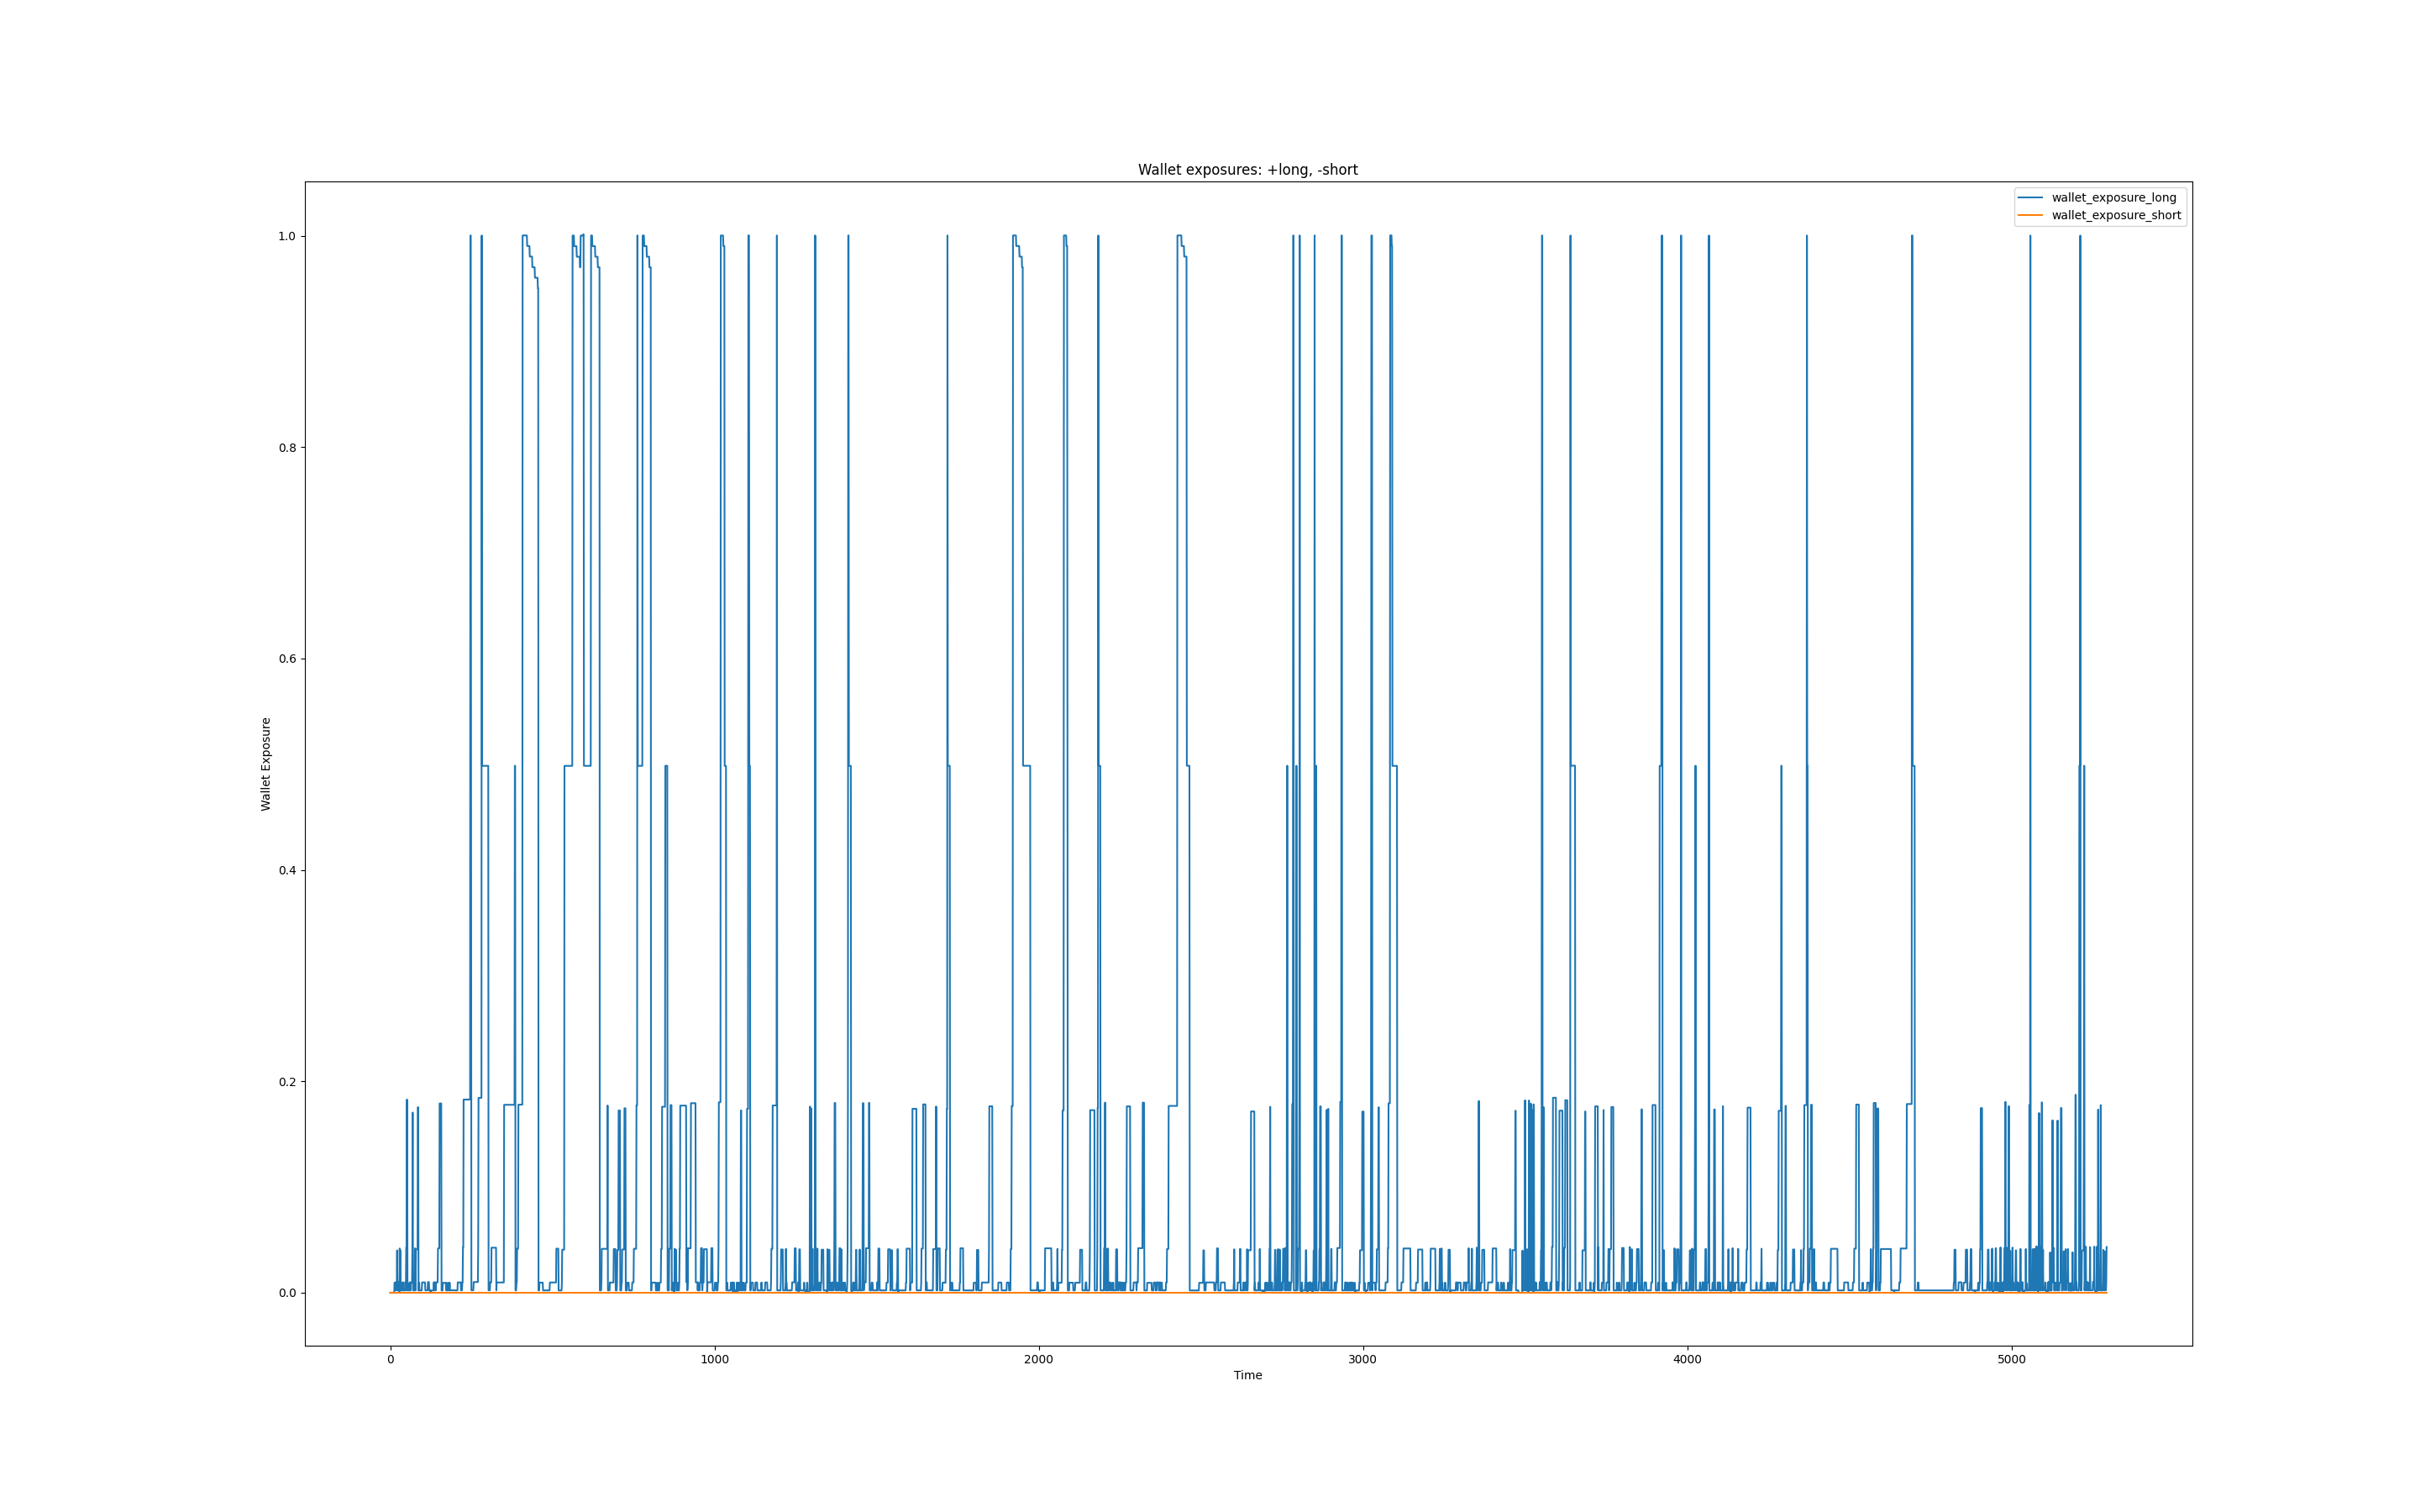 Wallet exposures: +long, -short
wallet_exposure_long
wallet_exposure_short
1.0
0.8
0.6
0.4
0.2
0.0
Wallet Exposure
0 1000 2000 3000 4000 5000
Time